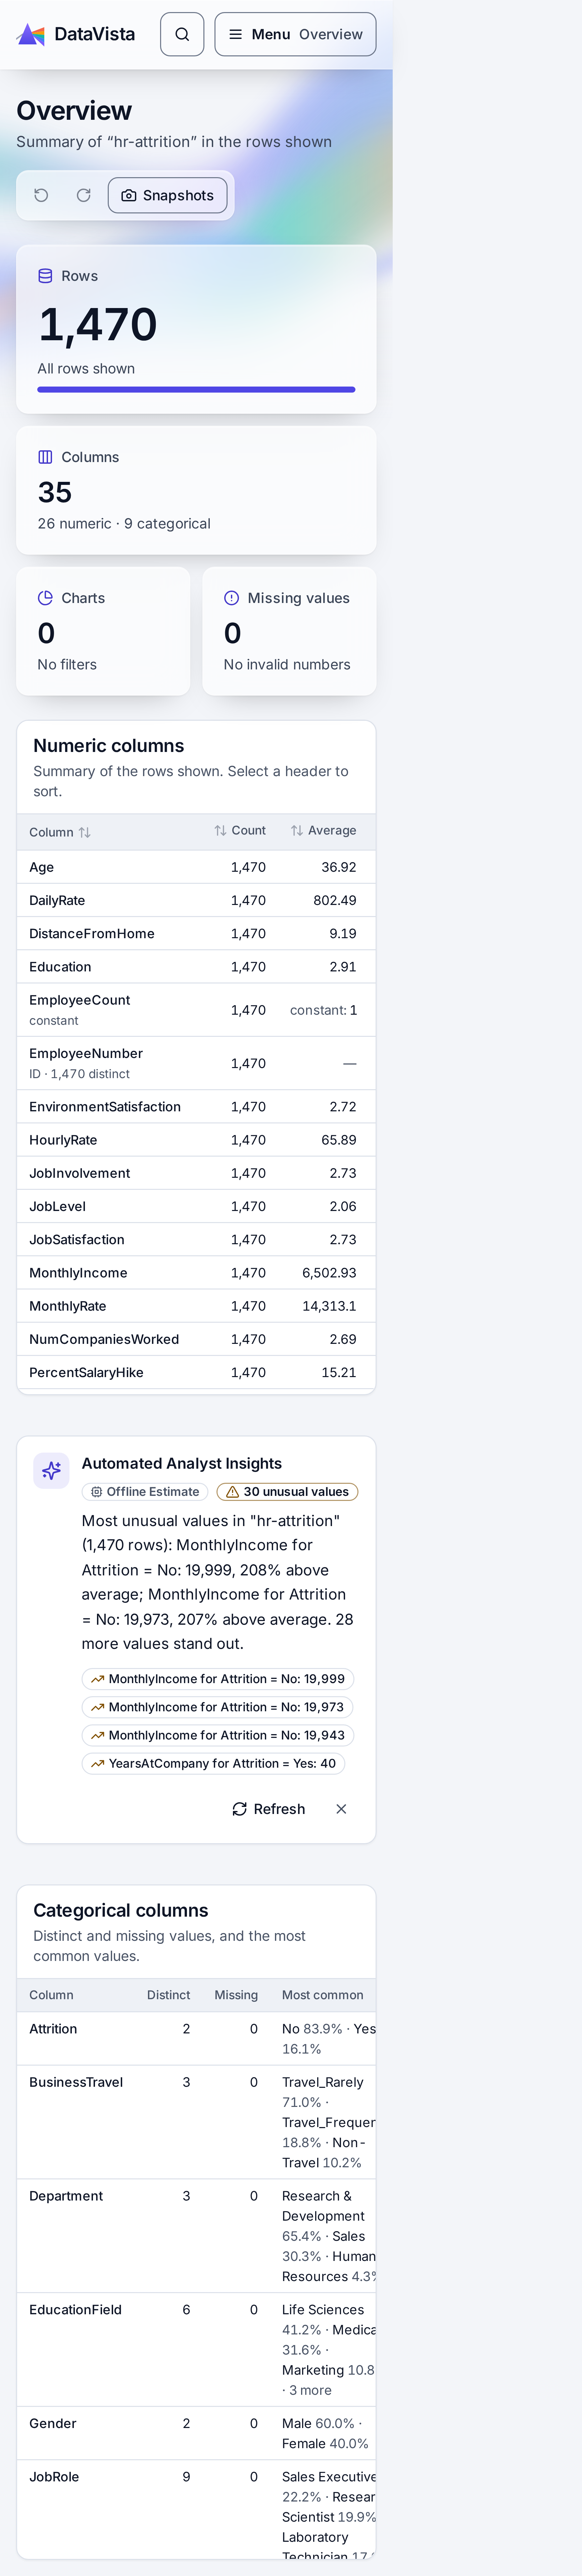 DataVista
Menu Overview
Overview
Summary of “hr-attrition” in the rows shown
Snapshots
Rows
1,470
All rows shown
Columns
35
26 numeric · 9 categorical
Charts
0
No filters
Missing values
0
No invalid numbers
Numeric columns
Summary of the rows shown. Select a header to
sort.
Column Count Average
Age 1,470 36.92
DailyRate 1,470 802.49
DistanceFromHome 1,470 9.19
Education 1,470 2.91
EmployeeCount 1,470 constant: 1
constant
EmployeeNumber 1,470 —
ID · 1,470 distinct
EnvironmentSatisfaction 1,470 2.72
HourlyRate 1,470 65.89
JobInvolvement 1,470 2.73
JobLevel 1,470 2.06
JobSatisfaction 1,470 2.73
MonthlyIncome 1,470 6,502.93
MonthlyRate 1,470 14,313.1
NumCompaniesWorked 1,470 2.69
PercentSalaryHike 1,470 15.21
Automated Analyst Insights
Offline Estimate 30 unusual values
Most unusual values in "hr-attrition"
(1,470 rows): MonthlyIncome for
Attrition = No: 19,999, 208% above
average; MonthlyIncome for Attrition
= No: 19,973, 207% above average. 28
more values stand out.
MonthlyIncome for Attrition = No: 19,999
MonthlyIncome for Attrition = No: 19,973
MonthlyIncome for Attrition = No: 19,943
YearsAtCompany for Attrition = Yes: 40
Refresh
Categorical columns
Distinct and missing values, and the most
common values.
Column Distinct Missing Most common
Attrition 2 0 No 83.9% · Yes
16.1%
BusinessTravel 3 0 Travel_Rarely
71.0% ·
Travel_Frequen
18.8% · Non-
Travel 10.2%
Department 3 0 Research &
Development
65.4% · Sales
30.3% · Human
Resources 4.3%
EducationField 6 0 Life Sciences
41.2% · Medica
31.6% ·
Marketing 10.8
· 3 more
Gender 2 0 Male 60.0% ·
Female 40.0%
JobRole 9 0 Sales Executive
22.2% · Resear
Scientist 19.9%
Laboratory
Technician